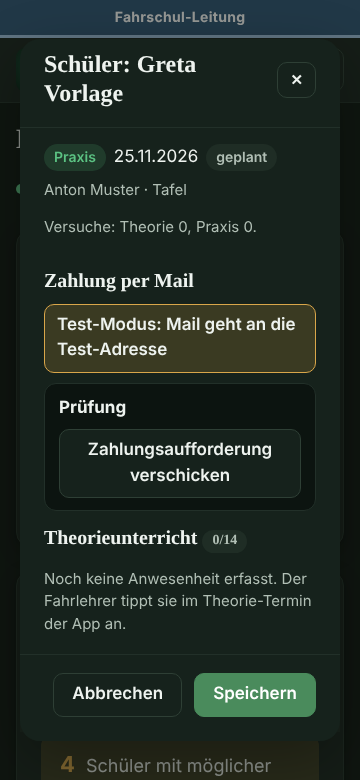 Fahrschul-Leitung
Schüler: Greta
Vorlage
×
Praxis 25.11.2026 geplant
Anton Muster · Tafel
Versuche: Theorie 0, Praxis 0.
Zahlung per Mail
Test-Modus: Mail geht an die
Test-Adresse
Prüfung
Zahlungsaufforderung
verschicken
Theorieunterricht 0/14
Noch keine Anwesenheit erfasst. Der
Fahrlehrer tippt sie im Theorie-Termin
der App an.
Abbrechen Speichern
4 Schüler mit möglicher